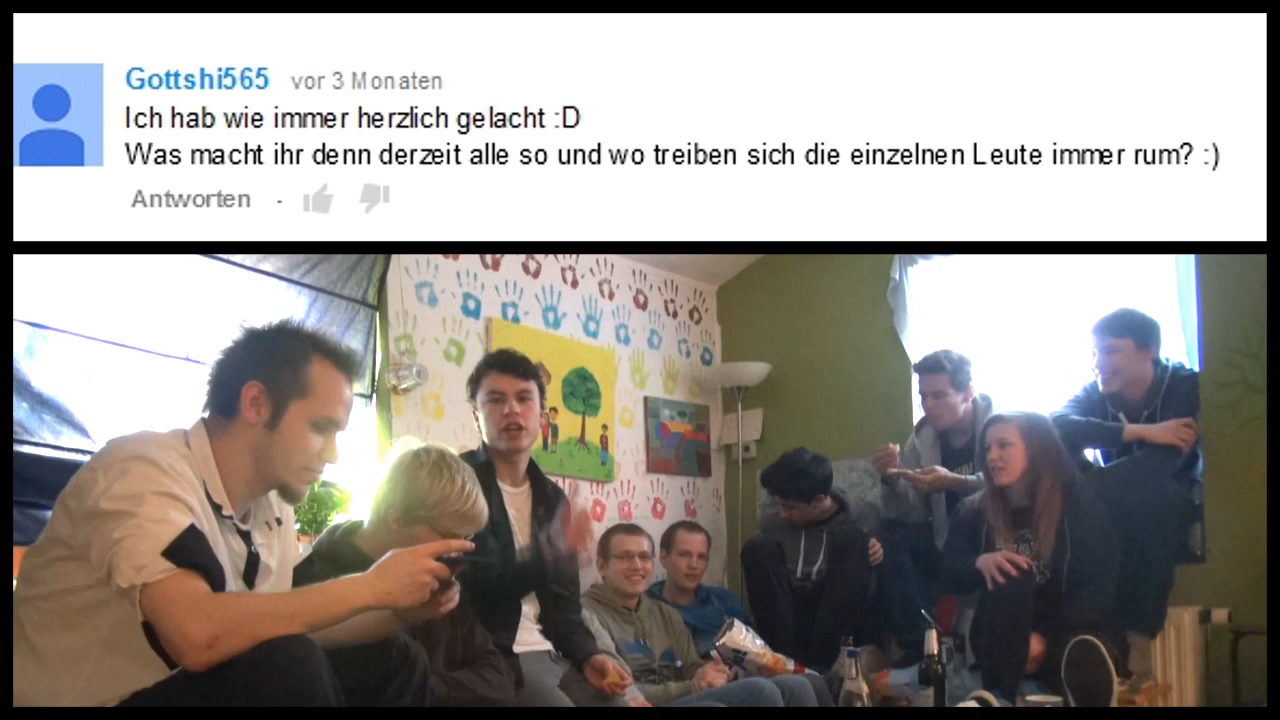 Gottshi565 vor 3 Monaten
Ich hab wie immer herzlich gelacht :D
Was macht ihr denn derzeit alle so und wo treiben sich die einzelnen Leute immer rum? :)
Antworten ·